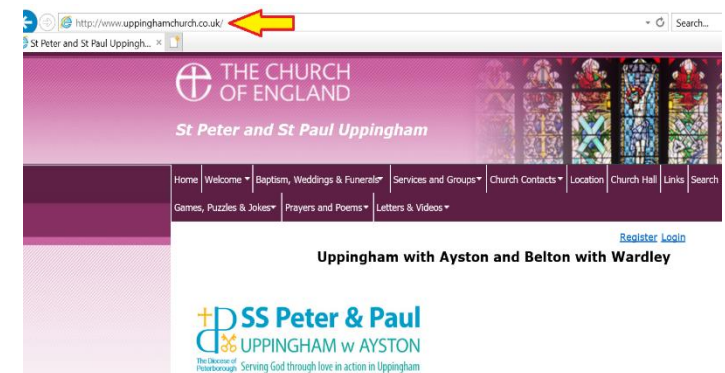 http://www.uppinghamchurch.co.uk/
Search...
St Peter and St Paul Uppingh...
THE CHURCH
OF ENGLAND
St Peter and St Paul Uppingham
Home Welcome Baptism, Weddings & Funerals Services and Groups Church Contacts Location Church Hall Links Search
Games, Puzzles & Jokes Prayers and Poems Letters & Videos
Register Login
Uppingham with Ayston and Belton with Wardley
SS Peter & Paul
UPPINGHAM w AYSTON
The Diocese of
Peterborough
Serving God through love in action in Uppingham